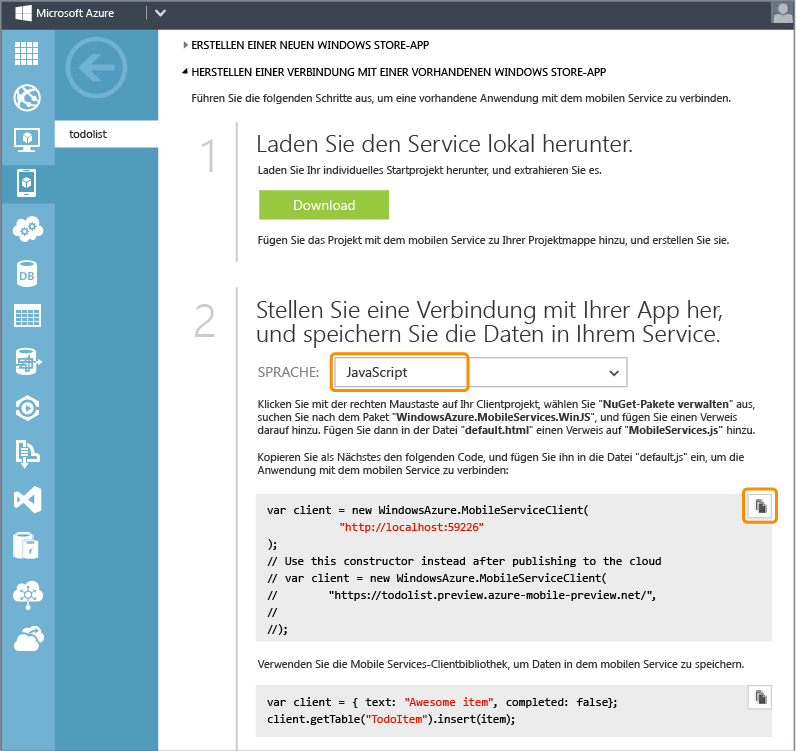 Microsoft Azure
todolist
ERSTELLEN EINER NEUEN WINDOWS STORE-APP
HERSTELLEN EINER VERBINDUNG MIT EINER VORHANDENEN WINDOWS STORE-APP
Führen Sie die folgenden Schritte aus, um eine vorhandene Anwendung mit dem mobilen Service zu verbinden.
1
Laden Sie den Service lokal herunter.
Laden Sie Ihr individuelles Startprojekt herunter, und extrahieren Sie es.
Download
Fügen Sie das Projekt mit dem mobilen Service zu Ihrer Projektmappe hinzu, und erstellen Sie sie.
DB
2
Stellen Sie eine Verbindung mit Ihrer App her,
und speichern Sie die Daten in Ihrem Service.
SPRACHE: JavaScript
Klicken Sie mit der rechten Maustaste auf Ihr Clientprojekt, wählen Sie "NuGet-Pakete verwalten" aus,
suchen Sie nach dem Paket "WindowsAzure.MobileServices.WinJS", und fügen Sie einen Verweis
darauf hinzu. Fügen Sie dann in der Datei "default.html" einen Verweis auf "MobileServices.js" hinzu.
Kopieren Sie als Nächstes den folgenden Code, und fügen Sie ihn in die Datei "default.js" ein, um die
Anwendung mit dem mobilen Service zu verbinden:
var client = new WindowsAzure.MobileServiceClient(
"http://localhost:59226"
);
// Use this constructor instead after publishing to the cloud
// var client = new WindowsAzure.MobileServiceClient(
// "https://todolist.preview.azure-mobile-preview.net/",
//
//);
Verwenden Sie die Mobile Services-Clientbibliothek, um Daten in dem mobilen Service zu speichern.
var client = { text: "Awesome item", completed: false};
client.getTable("TodoItem").insert(item);